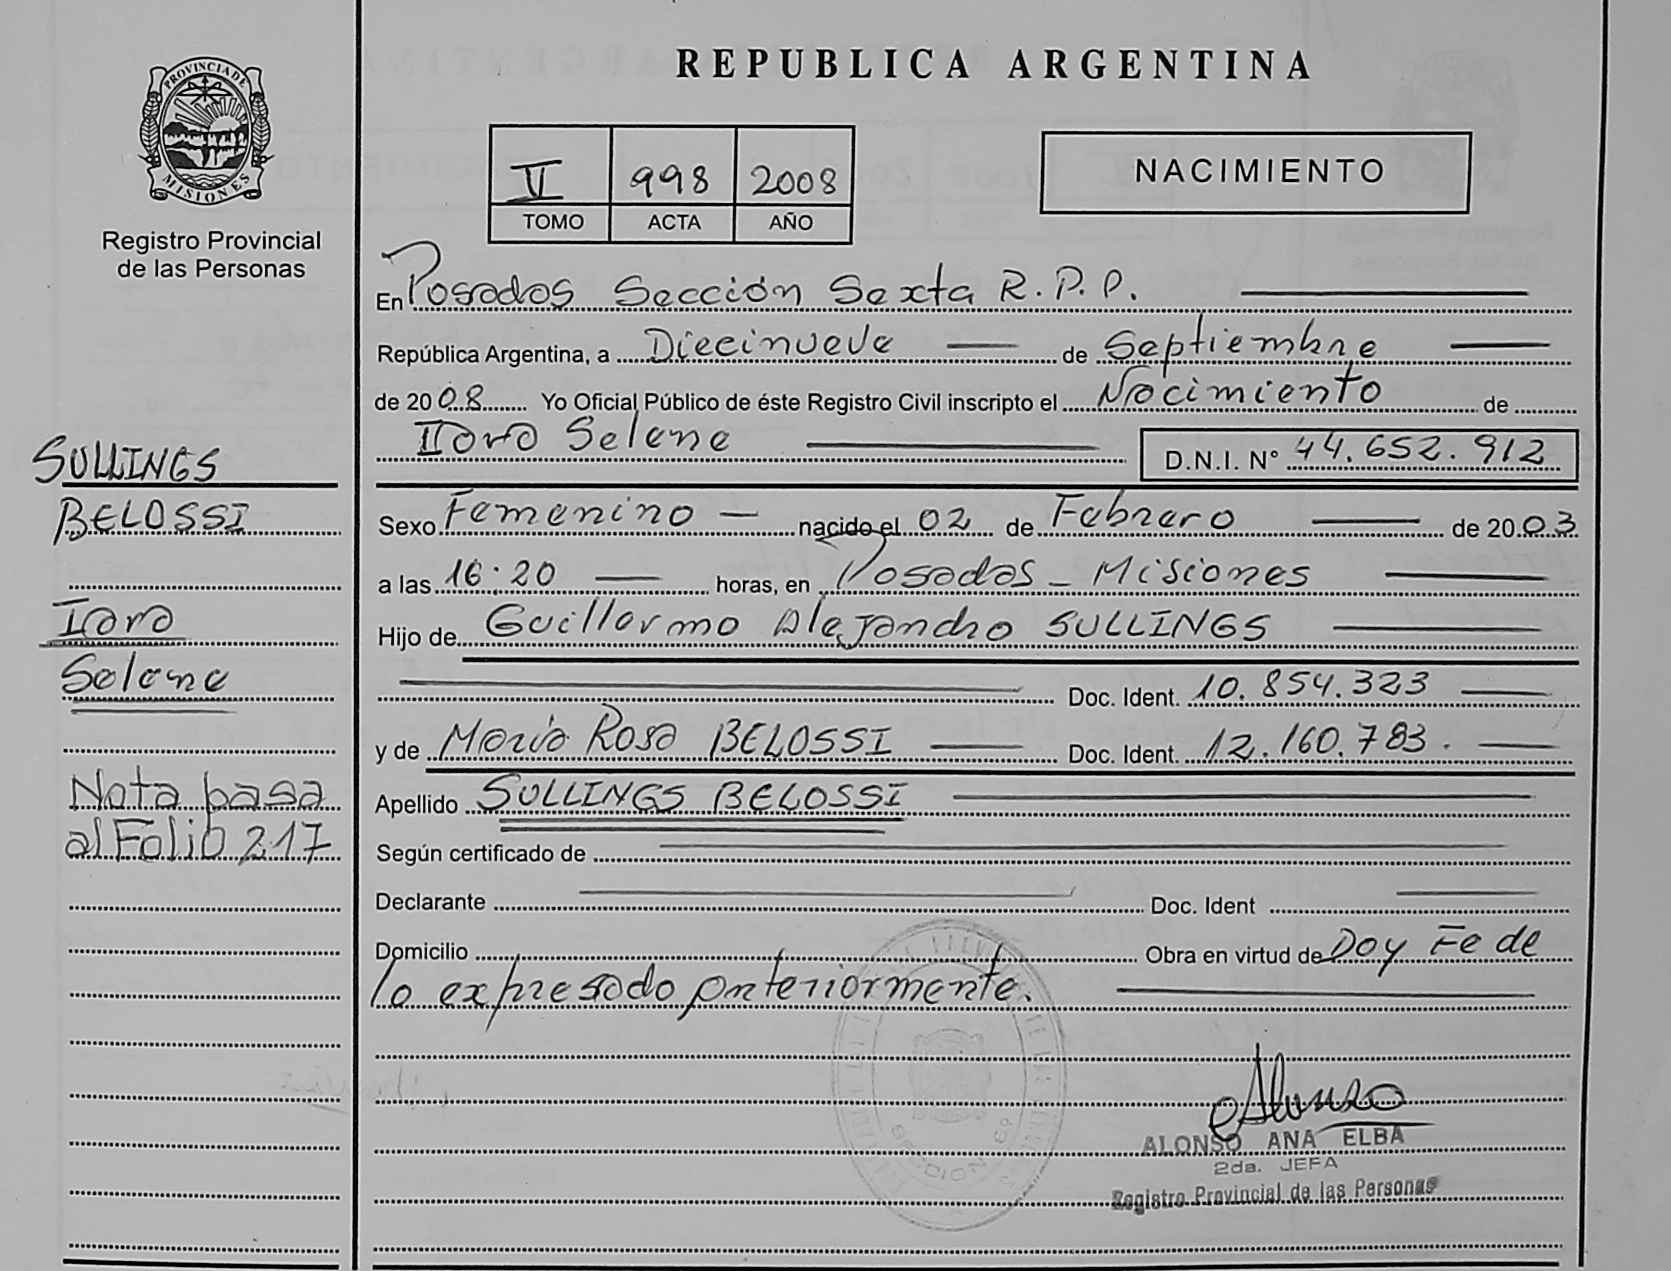 PROVINCIA DE
MISIONES
Registro Provincial
de las Personas
REPUBLICA ARGENTINA
II 998 2008
TOMO ACTA AÑO
NACIMIENTO
En Posadas Sección Sexta R.P.P.
República Argentina, a Diecinueve de Septiembre
de 2008 Yo Oficial Público de éste Registro Civil inscripto el Nacimiento de
Selene
D.N.I. N° 44.652.912
Sexo Femenino nacido el 02 de Febrero de 2003
a las 16:20 horas, en Posadas - Misiones
Hijo de Guillermo Alejandro SULLINGS
Doc. Ident. 10.854.323
y de María Rosa BELOSSI Doc. Ident. 12.160.783.
Apellido SULLINGS BELOSSI
Según certificado de
Declarante Doc. Ident
Domicilio Obra en virtud de Doy Fe de
lo expresado anteriormente.
SULLINGS
BELOSSI
Selene
Nota pasa
al Folio 217
Alonso
ALONSO ANA ELBA
2da. JEFA
Registro Provincial de las Personas